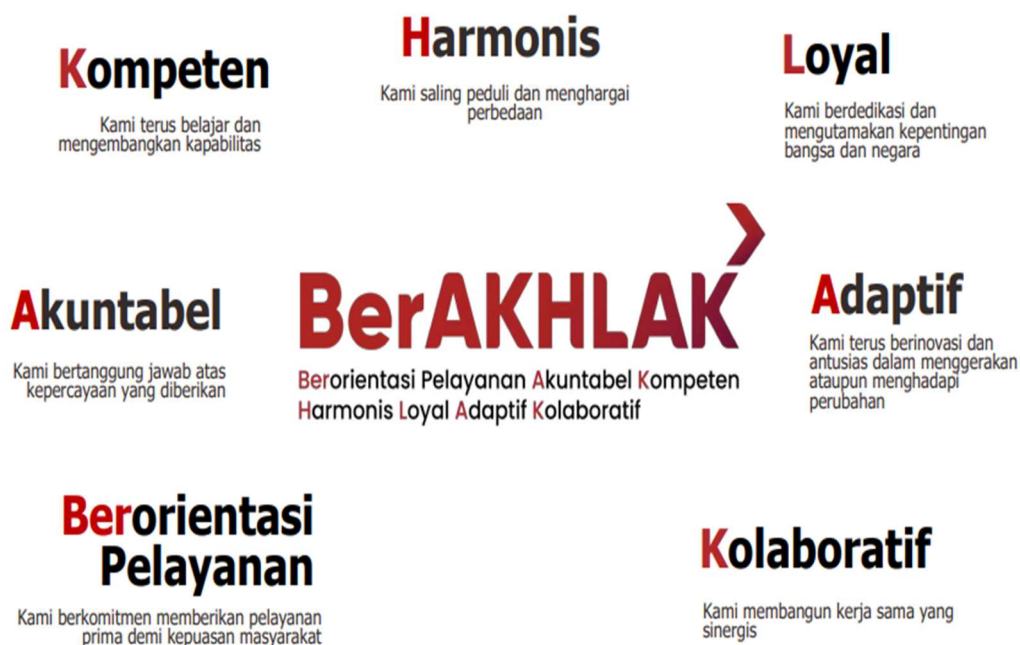 Kompeten
Kami terus belajar dan
mengembangkan kapabilitas
Harmonis
Kami saling peduli dan menghargai
perbedaan
Loyal
Kami berdedikasi dan
mengutamakan kepentingan
bangsa dan negara
Akuntabel
Kami bertanggung jawab atas
kepercayaan yang diberikan
BerAKHLAK
Berorientasi Pelayanan Akuntabel Kompeten
Harmonis Loyal Adaptif Kolaboratif
Adaptif
Kami terus berinovasi dan
antusias dalam menggerakan
ataupun menghadapi
perubahan
Berorientasi
Pelayanan
Kami berkomitmen memberikan pelayanan
prima demi kepuasan masyarakat
Kolaboratif
Kami membangun kerja sama yang
sinergis